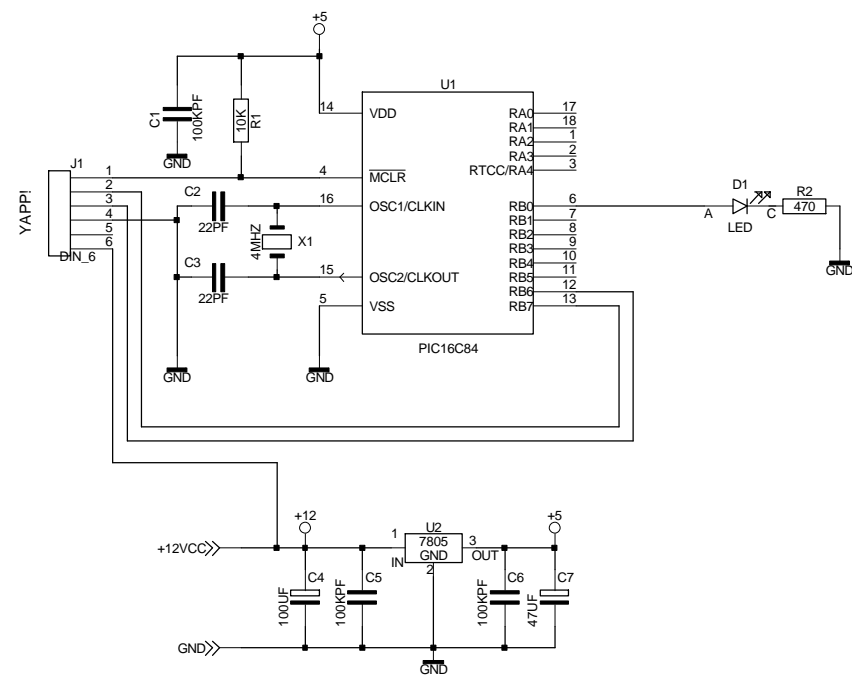 +5
U1
C1
100KPF
10K
R1
14
VDD
GND
J1
YAPP!
1
2
3
4
5
6
DIN_6
4
MCLR
C2
22PF
16
OSC1/CLKIN
4MHZ
X1
C3
22PF
15
OSC2/CLKOUT
5
VSS
GND
GND
RA0 17
RA1 18
RA2 1
RA3 2
RTCC/RA4 3
RB0 6
RB1 7
RB2 8
RB3 9
RB4 10
RB5 11
RB6 12
RB7 13
PIC16C84
D1
A
C
LED
R2
470
GND
+12VCC
+12
1
IN
U2
7805
GND
2
3
OUT
+5
C4
100UF
C5
100KPF
C6
100KPF
C7
47UF
GND
GND